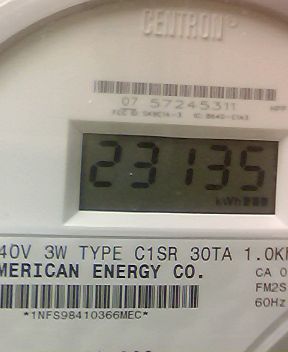 CENTRON
07 57245311
23135
kWh
40V 3W TYPE C1SR 30TA 1.0K
MERICAN ENERGY CO.
CA 0
FM2S
60Hz
*1NFS98410366MEC*